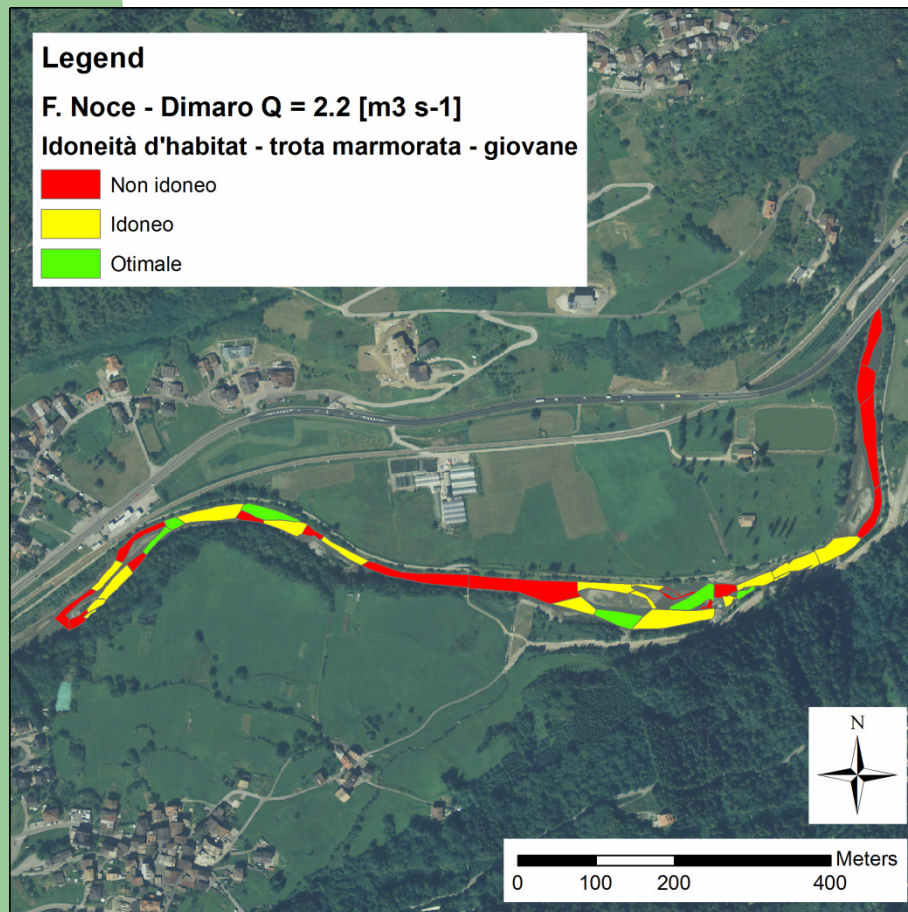 Legend
F. Noce - Dimaro Q = 2.2 [m3 s-1]
Idoneità d'habitat - trota marmorata - giovane
Non idoneo
Idoneo
Otimale
N
Meters
0 100 200 400